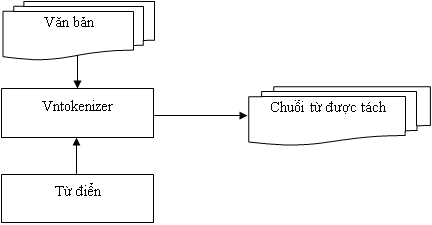 Văn bản
Vntokenizer
Chuỗi từ được tách
Từ điển